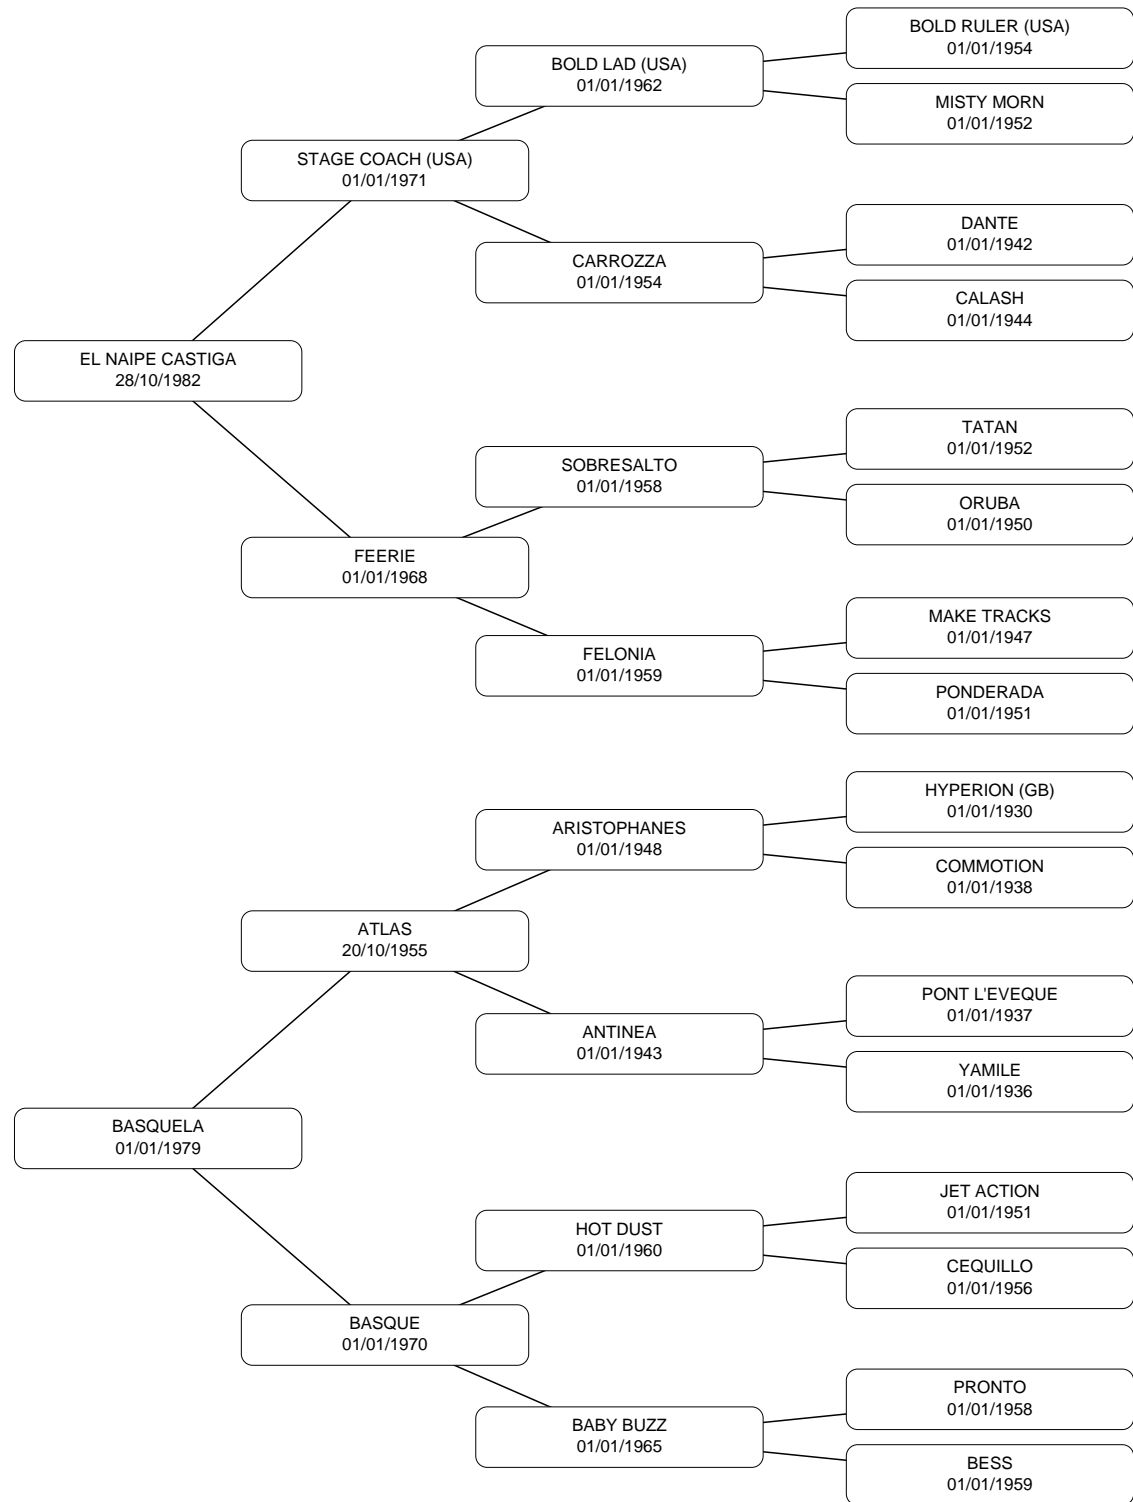 BOLD RULER (USA)
01/01/1954
BOLD LAD (USA)
01/01/1962
MISTY MORN
01/01/1952
STAGE COACH (USA)
01/01/1971
DANTE
01/01/1942
CARROZZA
01/01/1954
CALASH
01/01/1944
EL NAIPE CASTIGA
28/10/1982
TATAN
01/01/1952
SOBRESALTO
01/01/1958
ORUBA
01/01/1950
FEERIE
01/01/1968
MAKE TRACKS
01/01/1947
FELONIA
01/01/1959
PONDERADA
01/01/1951
HYPERION (GB)
01/01/1930
ARISTOPHANES
01/01/1948
COMMOTION
01/01/1938
ATLAS
20/10/1955
PONT L'EVEQUE
01/01/1937
ANTINEA
01/01/1943
YAMILE
01/01/1936
BASQUELA
01/01/1979
JET ACTION
01/01/1951
HOT DUST
01/01/1960
CEQUILLO
01/01/1956
BASQUE
01/01/1970
PRONTO
01/01/1958
BABY BUZZ
01/01/1965
BESS
01/01/1959